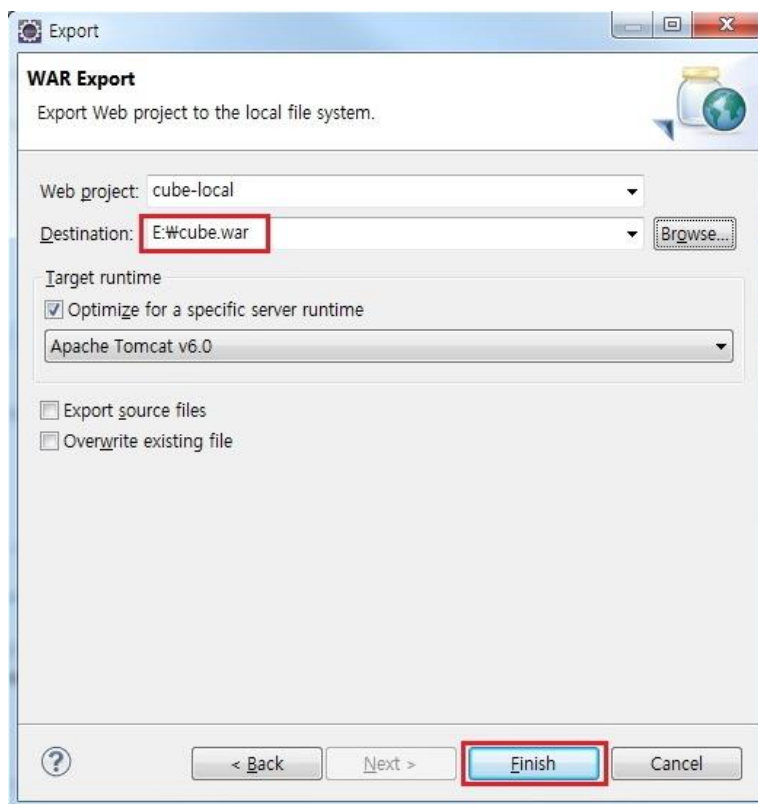 Export
WAR Export
Export Web project to the local file system.
Web project: cube-local
Destination: E:₩cube.war Browse...
Target runtime
Optimize for a specific server runtime
Apache Tomcat v6.0
Export source files
Overwrite existing file
? < Back Next > Finish Cancel